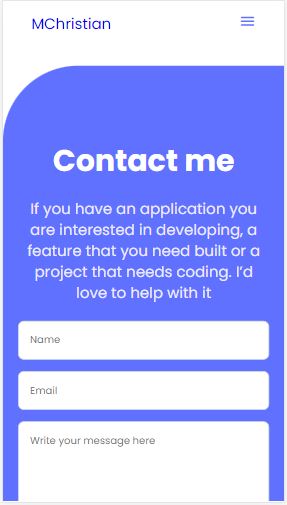 MChristian
Contact me
If you have an application you
are interested in developing, a
feature that you need built or a
project that needs coding. I'd
love to help with it
Name
Email
Write your message here